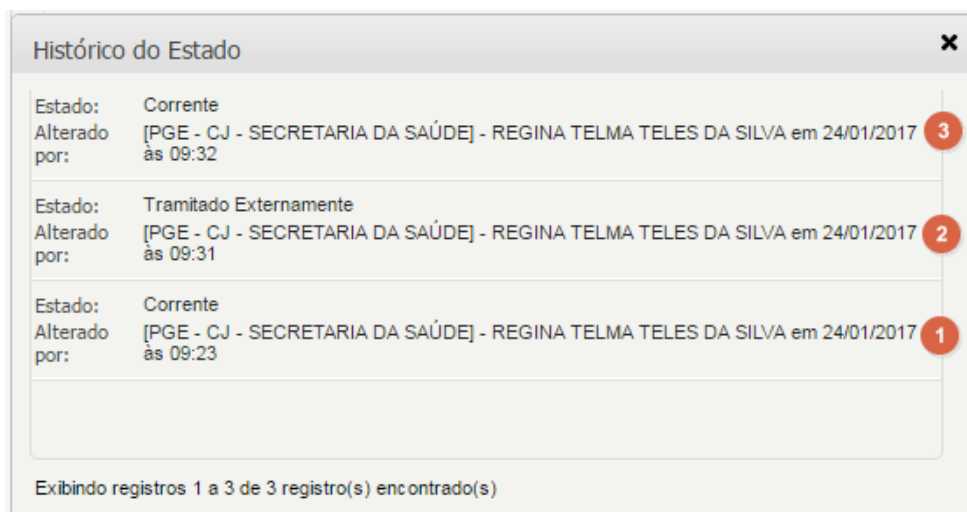 Histórico do Estado
Estado: Corrente
Alterado [PGE - CJ - SECRETARIA DA SAÚDE] - REGINA TELMA TELES DA SILVA em 24/01/2017 3
por: às 09:32
Estado: Tramitado Externamente
Alterado [PGE - CJ - SECRETARIA DA SAÚDE] - REGINA TELMA TELES DA SILVA em 24/01/2017 2
por: às 09:31
Estado: Corrente
Alterado [PGE - CJ - SECRETARIA DA SAÚDE] - REGINA TELMA TELES DA SILVA em 24/01/2017 1
por: às 09:23
Exibindo registros 1 a 3 de 3 registro(s) encontrado(s)